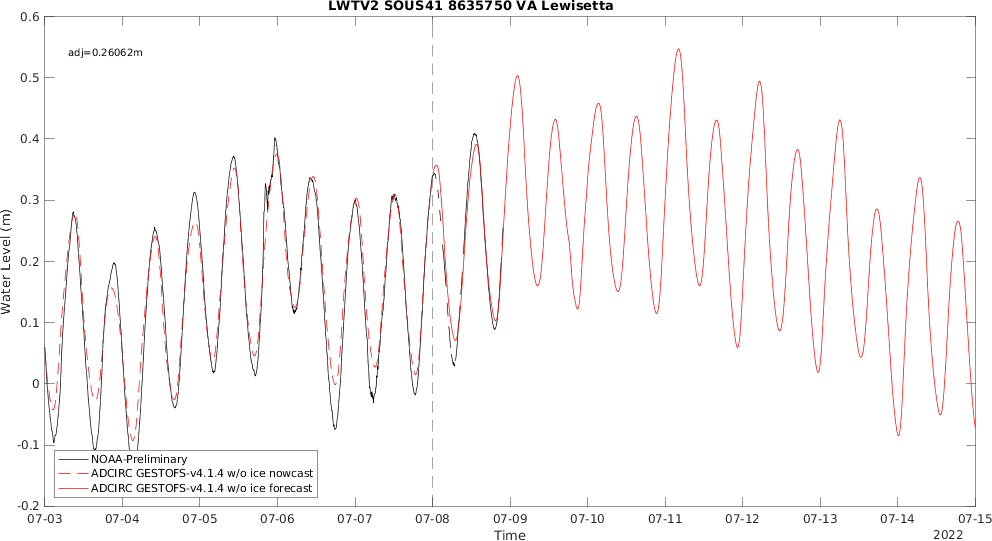 LWTV2 SOUS41 8635750 VA Lewisetta
0.6
adj=0.26062m
0.5
0.4
0.3
0.2
0.1
0
-0.1
-0.2
Water Level (m)
NOAA-Preliminary
ADCIRC GESTOFS-v4.1.4 w/o ice nowcast
ADCIRC GESTOFS-v4.1.4 w/o ice forecast
07-03 07-04 07-05 07-06 07-07 07-08 07-09 07-10 07-11 07-12 07-13 07-14 07-15
Time
2022